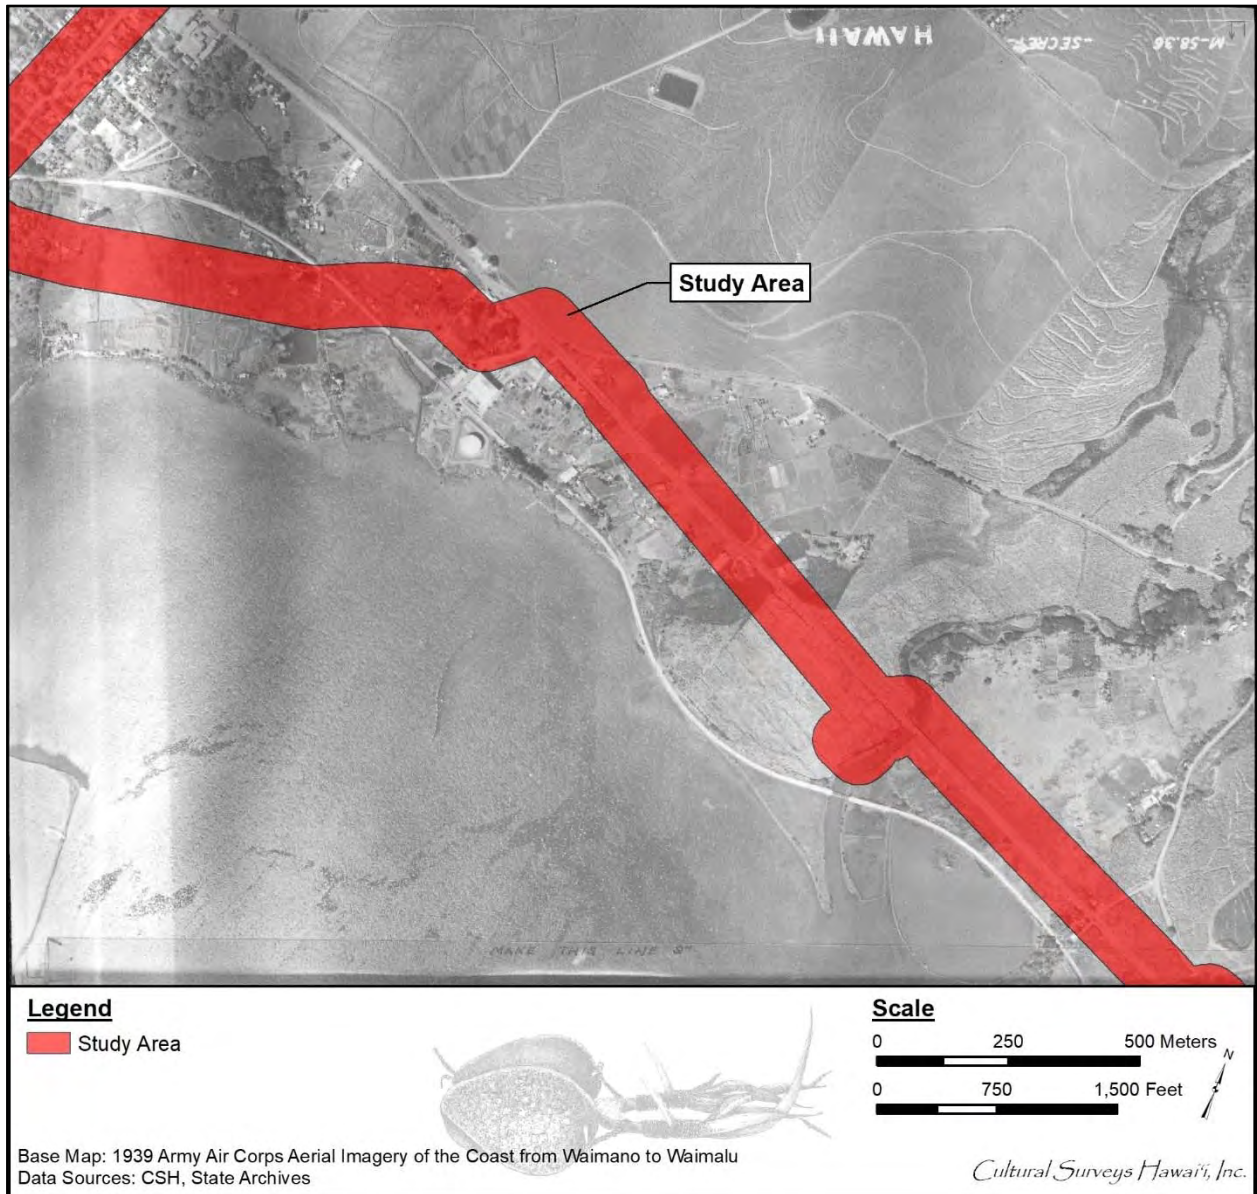 HAWAII
"SECRET"
M-58.36
Study Area
MAKE THIS LINE 9"
Legend
Study Area
Scale
0 250 500 Meters
0 750 1,500 Feet
N
Base Map: 1939 Army Air Corps Aerial Imagery of the Coast from Waimano to Waimalu
Data Sources: CSH, State Archives
Cultural Surveys Hawai‘i, Inc.